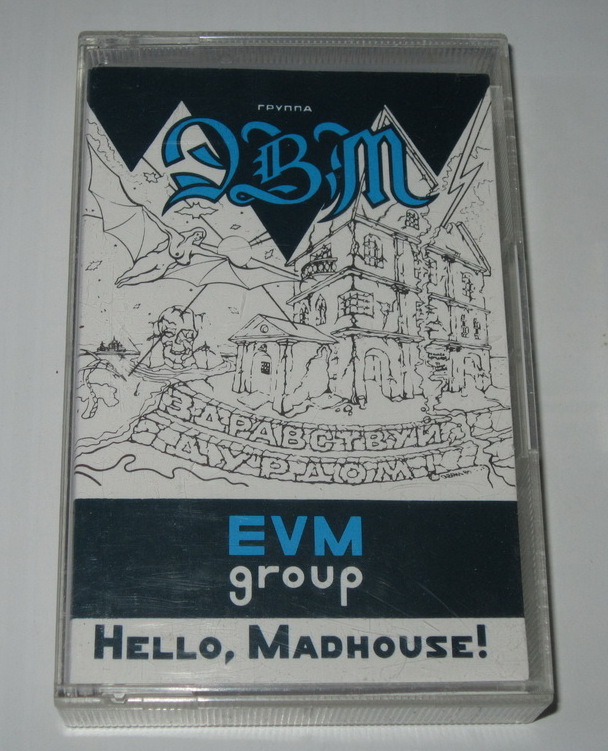 ГРУППА
ЭВМ
ЗДРАВСТВУЙ
ДУРДОМ!
EVM
group
HELLO, MADHOUSE!